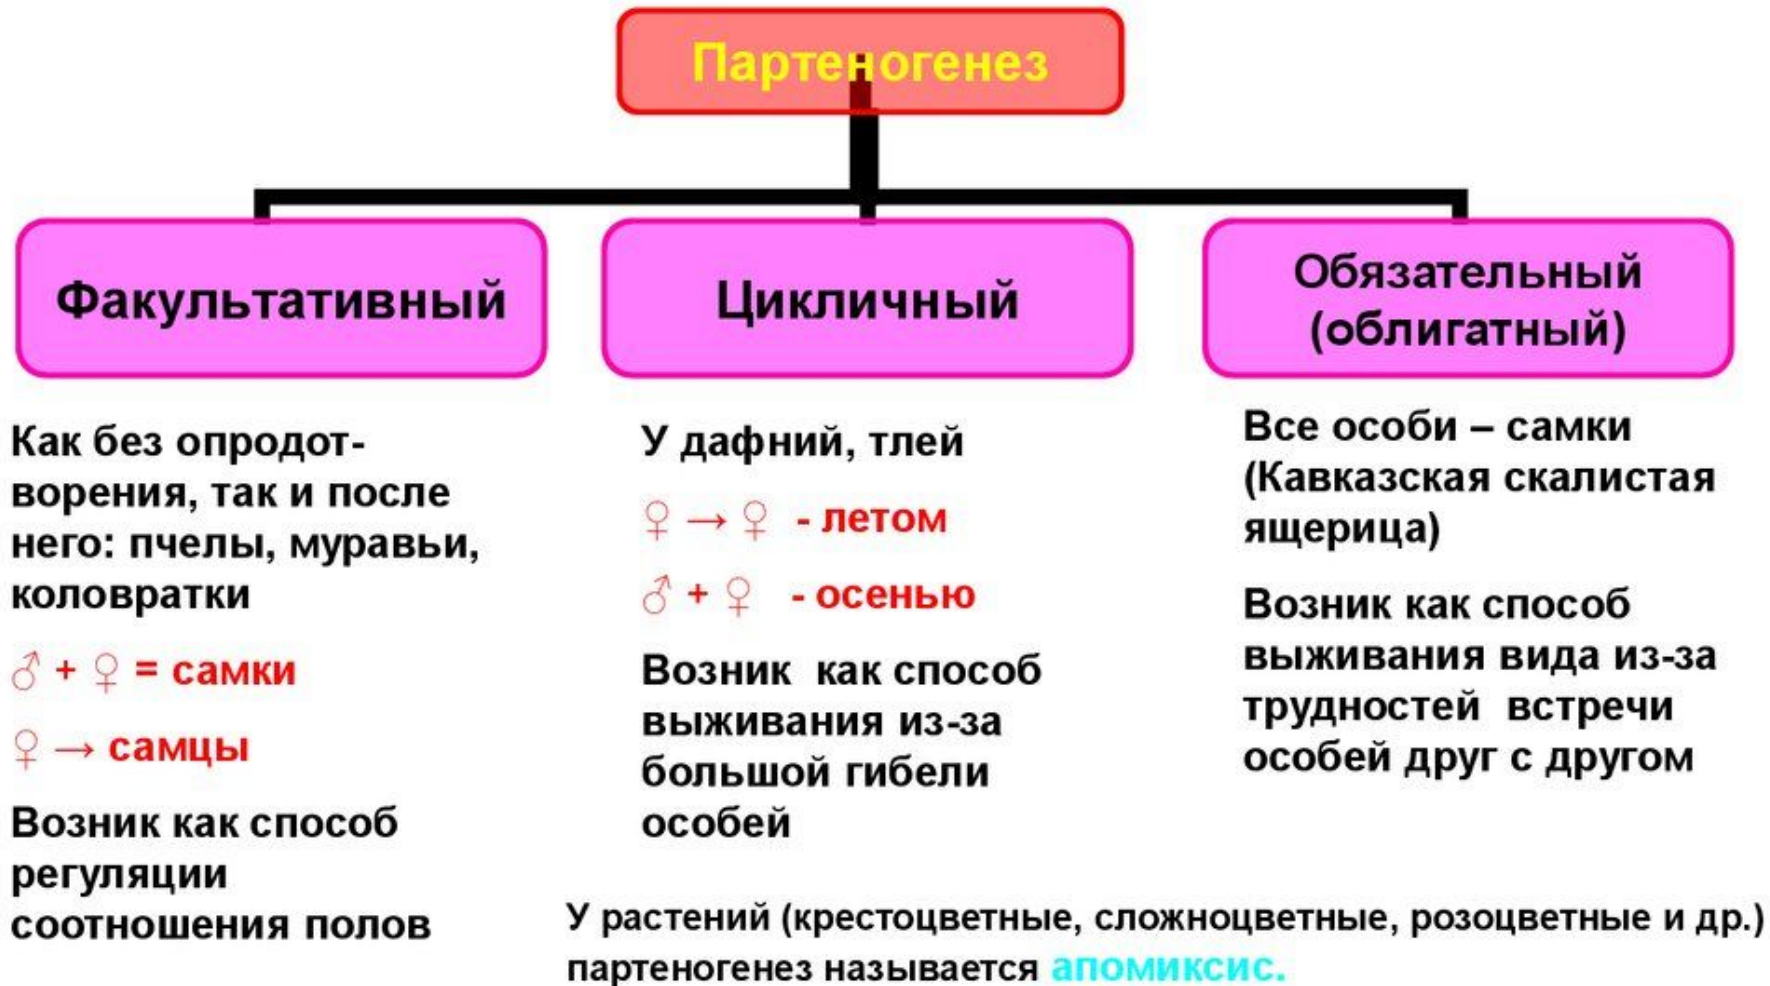 Партеногенез
Факультативный
Цикличный
Обязательный
(облигатный)
Как без опродот-
ворения, так и после
него: пчелы, муравьи,
коловратки
♂ + ♀ = самки
♀ → самцы
Возник как способ
регуляции
соотношения полов
У дафний, тлей
♀ → ♀ - летом
♂ + ♀ - осенью
Возник как способ
выживания из-за
большой гибели
особей
Все особи – самки
(Кавказская скалистая
ящерица)
Возник как способ
выживания вида из-за
трудностей встречи
особей друг с другом
У растений (крестоцветные, сложноцветные, розоцветные и др.)
партеногенез называется апомиксис.